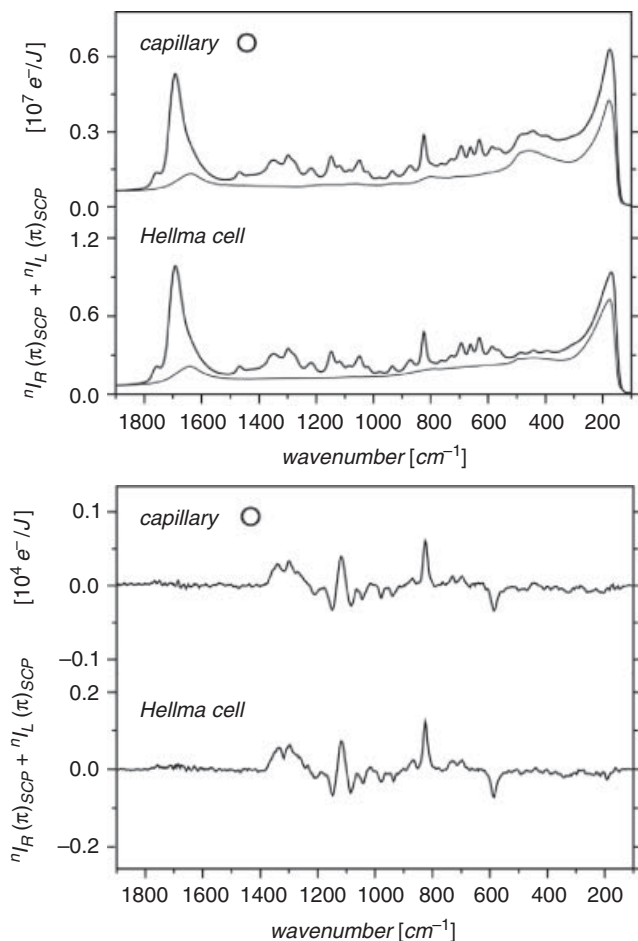 capillary
[10⁷ e⁻/J]
0.6
0.3
0.0
1.2
Hellma cell
0.6
0.0
ⁿI_R (π)_SCP + ⁿI_L (π)_SCP
1800 1600 1400 1200 1000 800 600 400 200
wavenumber [cm⁻¹]
capillary
[10⁴ e⁻/J]
0.1
0.0
−0.1
0.2
Hellma cell
0.0
−0.2
ⁿI_R (π)_SCP + ⁿI_L (π)_SCP
1800 1600 1400 1200 1000 800 600 400 200
wavenumber [cm⁻¹]